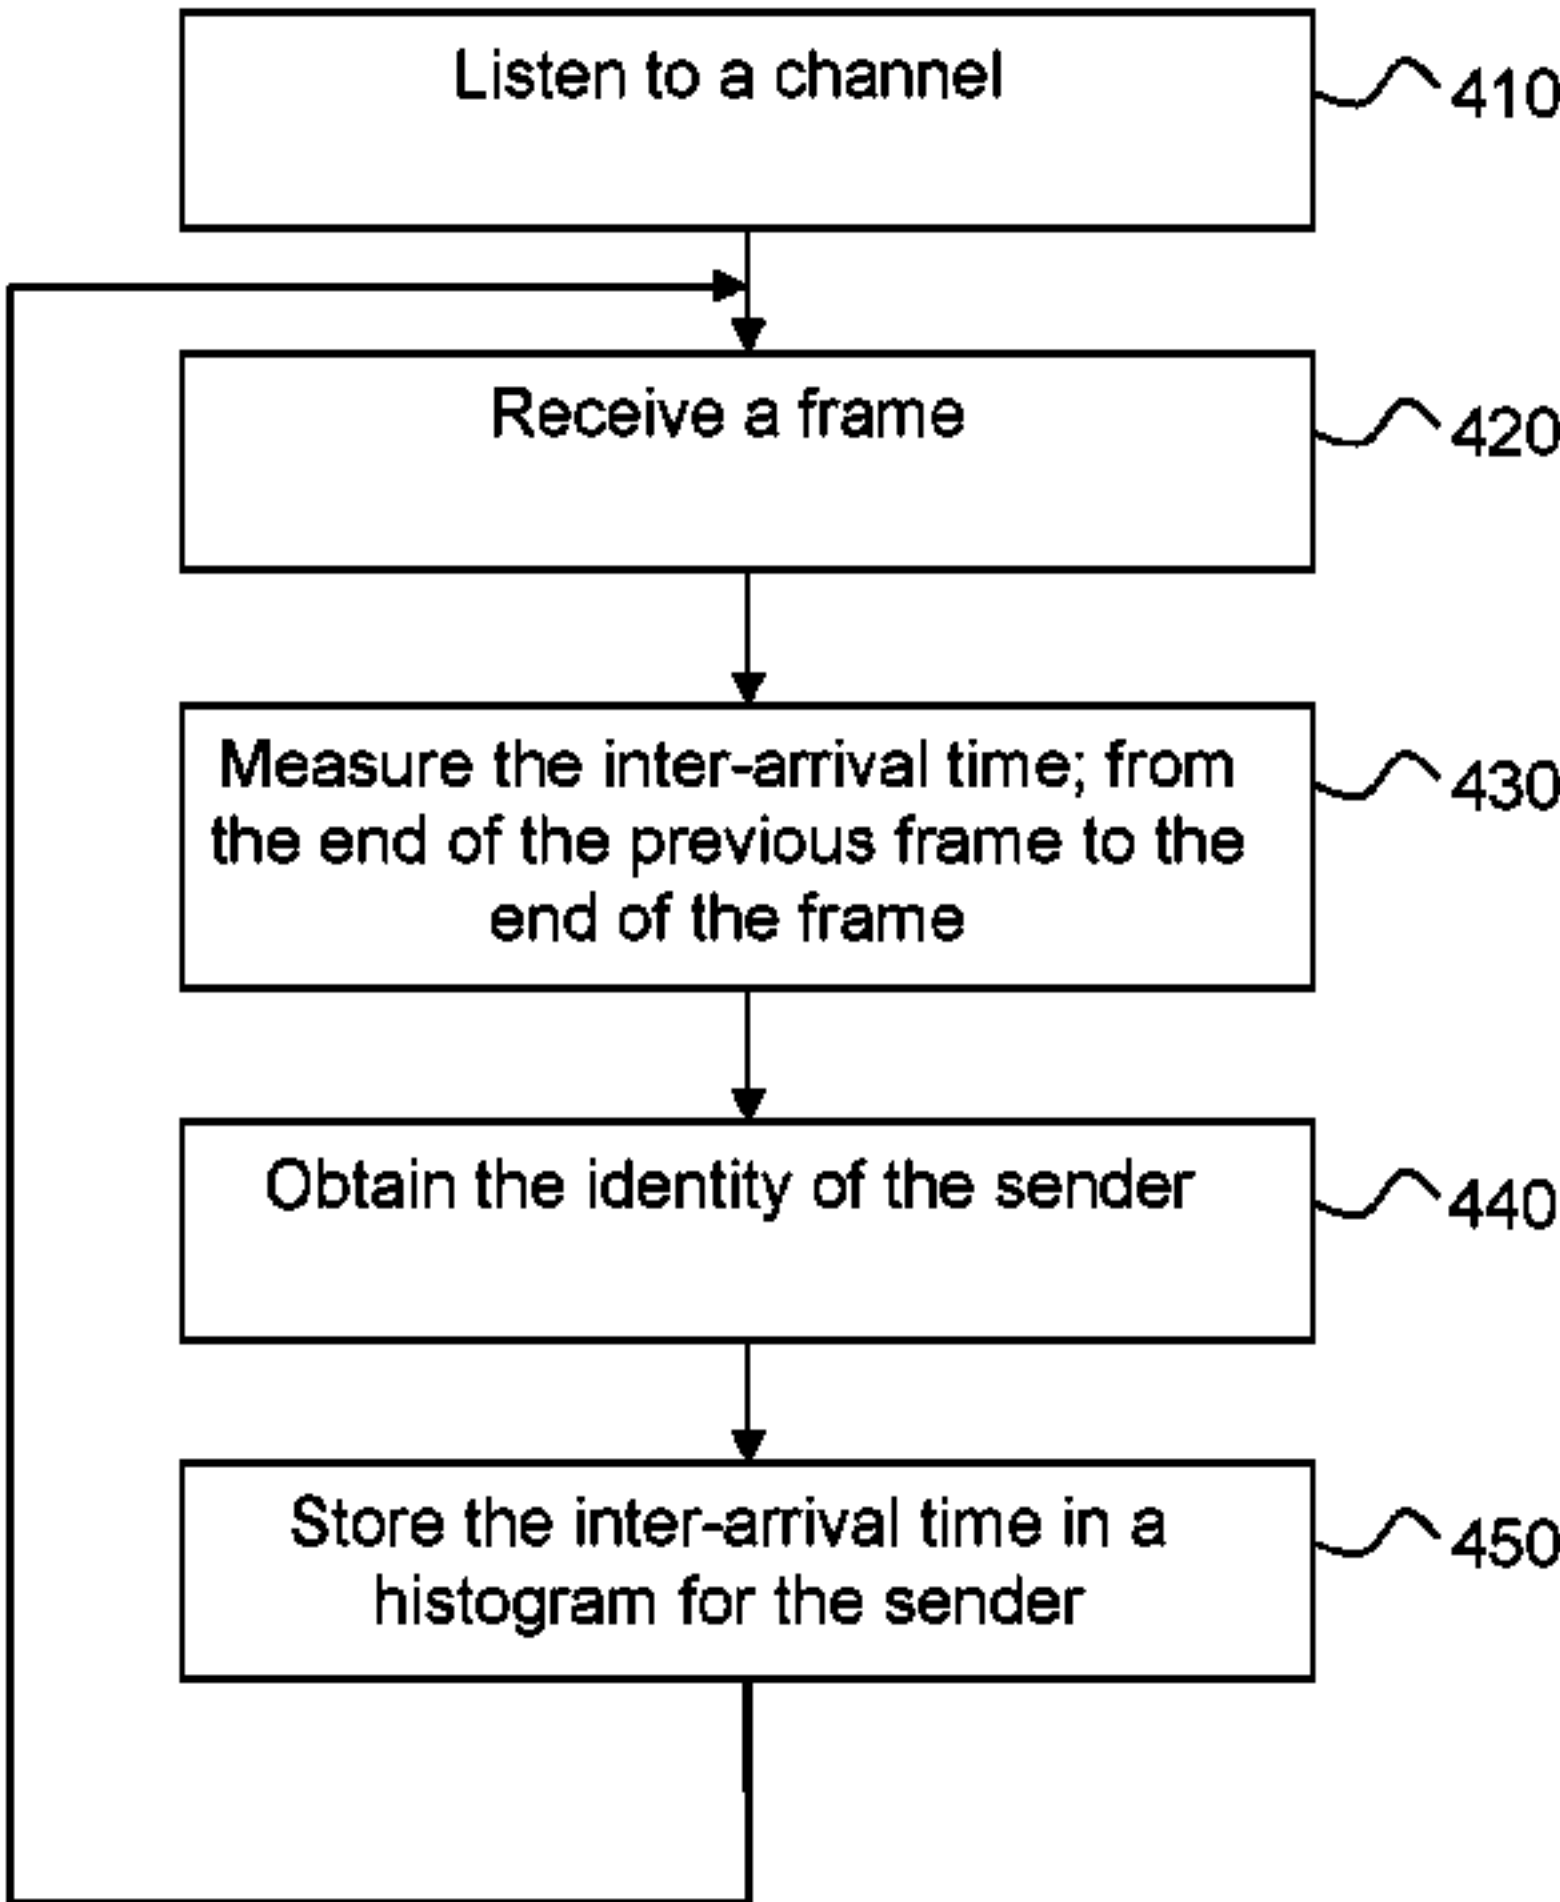 Listen to a channel
410
Receive a frame
420
Measure the inter-arrival time; from
the end of the previous frame to the
end of the frame
430
Obtain the identity of the sender
440
Store the inter-arrival time in a
histogram for the sender
450